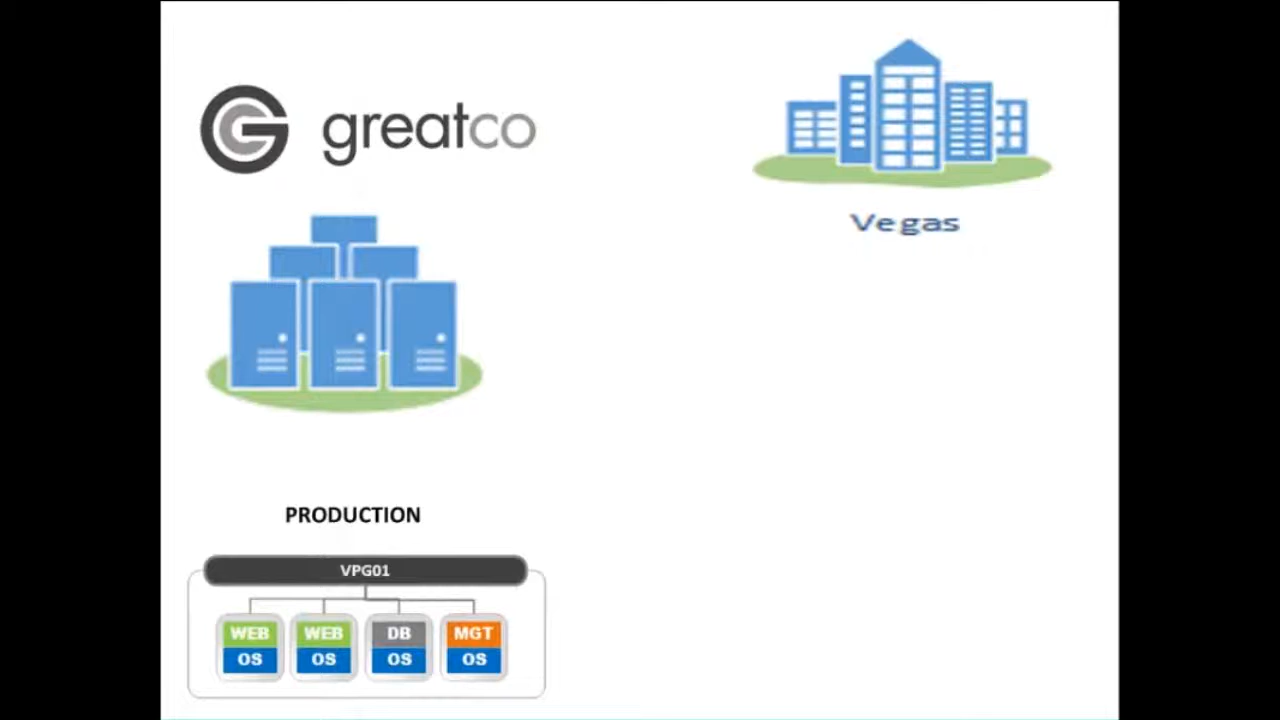 greatco
Vegas
PRODUCTION
VPG01
WEB WEB DB MGT
OS OS OS OS